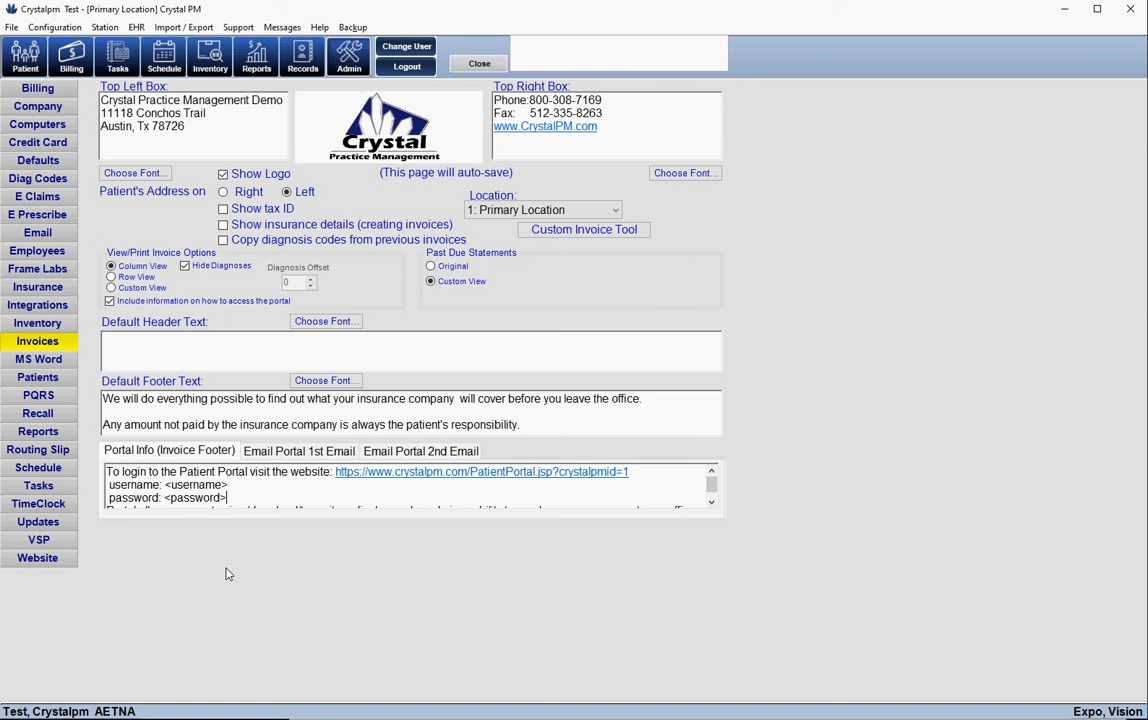 Crystalpm Test - [Primary Location] Crystal PM
File Configuration Station EHR Import / Export Support Messages Help Backup
Patient Billing Tasks Schedule Inventory Reports Records Admin
Change User
Logout
Close
Billing
Company
Computers
Credit Card
Defaults
Diag Codes
E Claims
E Prescribe
Email
Employees
Frame Labs
Insurance
Integrations
Inventory
Invoices
MS Word
Patients
PQRS
Recall
Reports
Routing Slip
Schedule
Tasks
TimeClock
Updates
VSP
Website
Top Left Box:
Crystal Practice Management Demo
11118 Conchos Trail
Austin, Tx 78726
Crystal
Practice Management
Top Right Box:
Phone:800-308-7169
Fax: 512-335-8263
www.CrystalPM.com
Choose Font...
Show Logo
(This page will auto-save)
Choose Font...
Patient's Address on Right Left
Location:
1: Primary Location
Show tax ID
Show insurance details (creating invoices)
Custom Invoice Tool
Copy diagnosis codes from previous invoices
View/Print Invoice Options
Column View Hide Diagnoses Diagnosis Offset
Row View
0
Custom View
Include information on how to access the portal
Past Due Statements
Original
Custom View
Default Header Text: Choose Font...
Default Footer Text: Choose Font...
We will do everything possible to find out what your insurance company will cover before you leave the office.
Any amount not paid by the insurance company is always the patient's responsibility.
Portal Info (Invoice Footer) Email Portal 1st Email Email Portal 2nd Email
To login to the Patient Portal visit the website: https://www.crystalpm.com/PatientPortal.jsp?crystalpmid=1
username: <username>
password: <password>
Test, Crystalpm AETNA
Expo, Vision